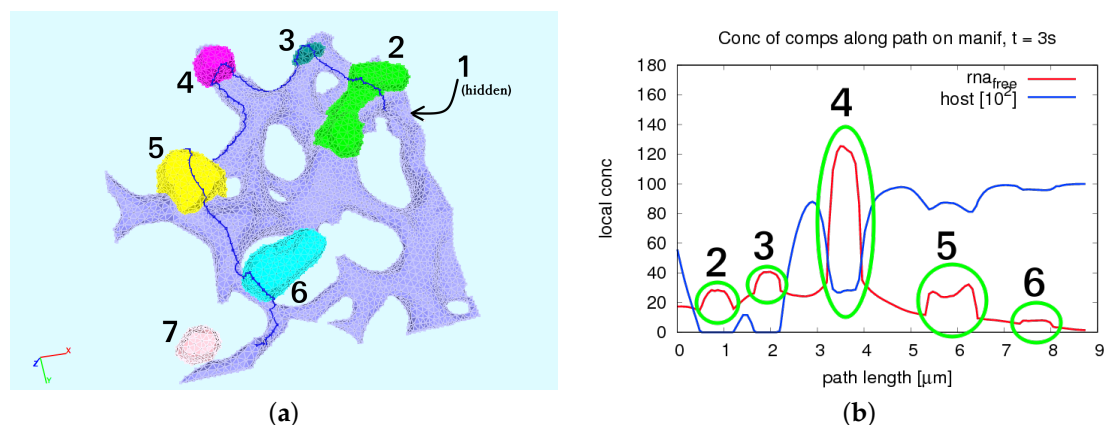 1
(hidden)
2
3
4
5
6
7
X
Y
Z
(a)
Conc of comps along path on manif, t = 3s
rna_free
host [10^2]
local conc
180
160
140
120
100
80
60
40
20
0
0 1 2 3 4 5 6 7 8 9
path length [μm]
2
3
4
5
6
(b)